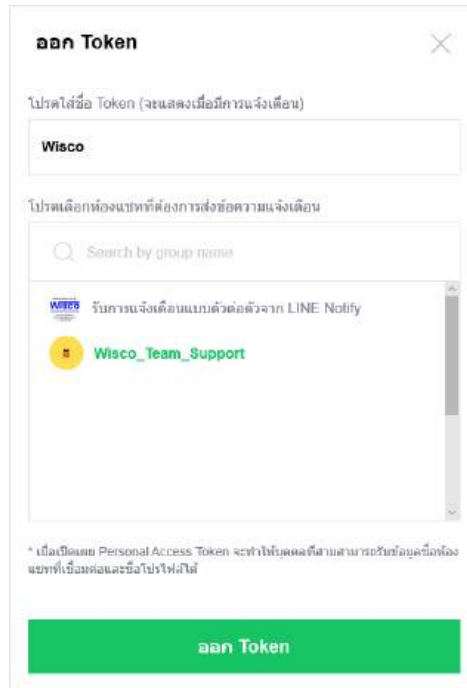 ออก Token
โปรดใส่ชื่อ Token (จะแสดงเมื่อมีการแจ้งเตือน)
Wisco
โปรดเลือกห้องแชทที่ต้องการส่งข้อความแจ้งเตือน
Search by group name
WISCO รับการแจ้งเตือนแบบตัวต่อตัวจาก LINE Notify
Wisco_Team_Support
* เมื่อเปิดเผย Personal Access Token จะทำให้บุคคลที่สามสามารถรับข้อมูลชื่อห้อง
แชทที่เชื่อมต่อและชื่อโปรไฟล์ได้
ออก Token